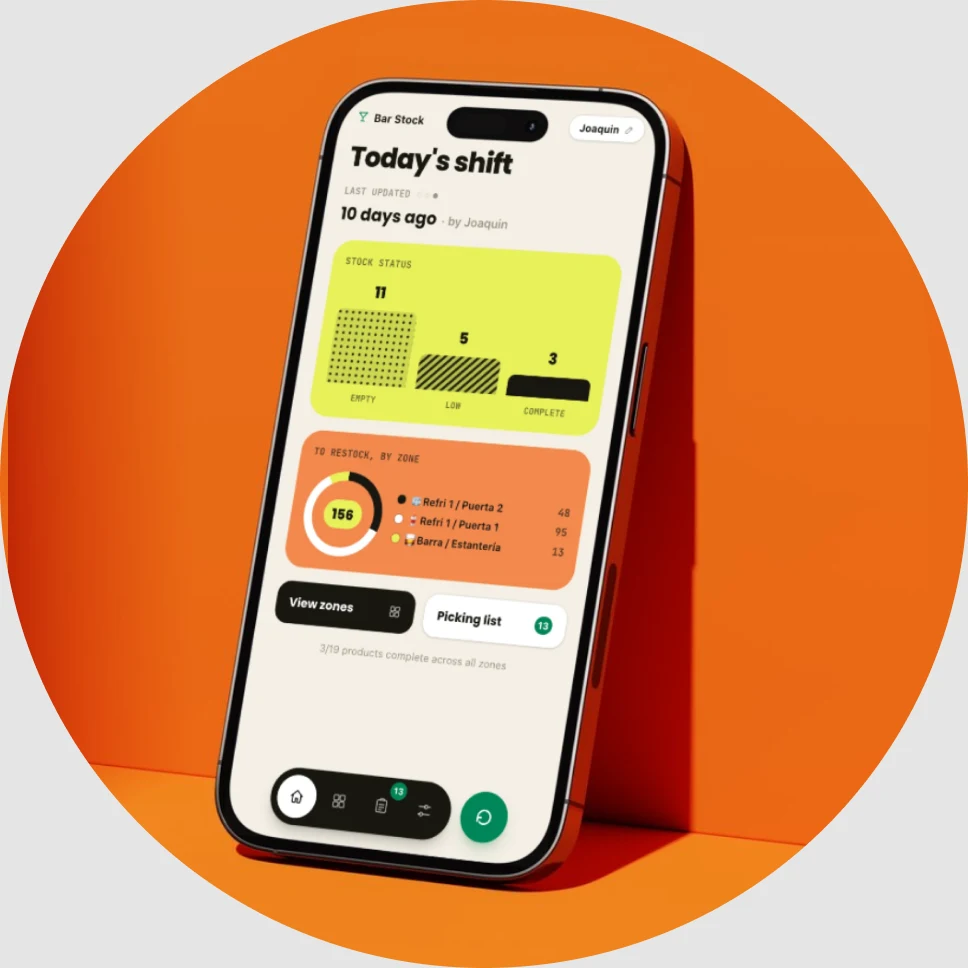 Bar Stock
Joaquin
Today's shift
LAST UPDATED
10 days ago · by Joaquin
STOCK STATUS
11
5
3
EMPTY
LOW
COMPLETE
TO RESTOCK, BY ZONE
156
Refri 1 / Puerta 2 48
Refri 1 / Puerta 1 95
Barra / Estantería 13
View zones
Picking list 13
3/19 products complete across all zones
13